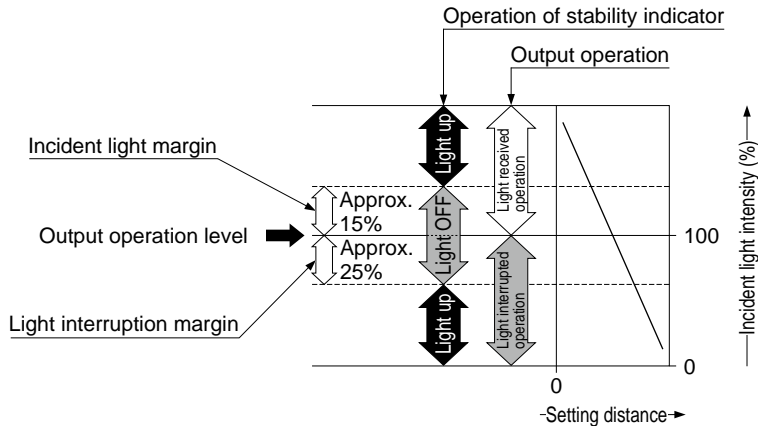 Operation of stability indicator
Output operation
Incident light margin
Light up
Light received
operation
Approx.
15%
Light OFF
Output operation level
100
Approx.
25%
Light interruption margin
Light up
Light interrupted
operation
0
0
Setting distance
Incident light intensity (%)